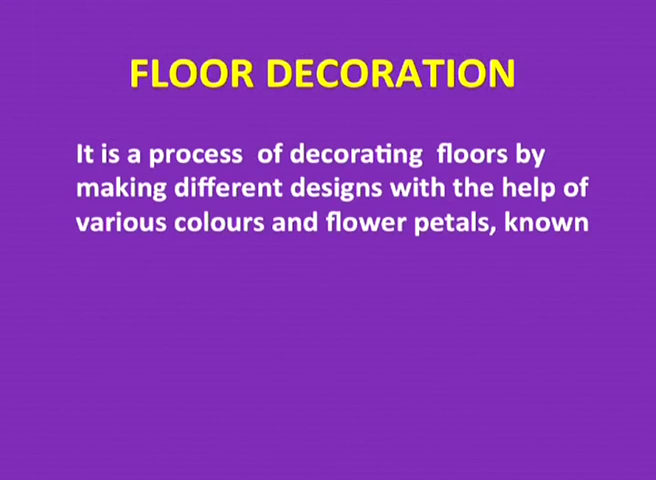 FLOOR DECORATION
It is a process of decorating floors by
making different designs with the help of
various colours and flower petals, known